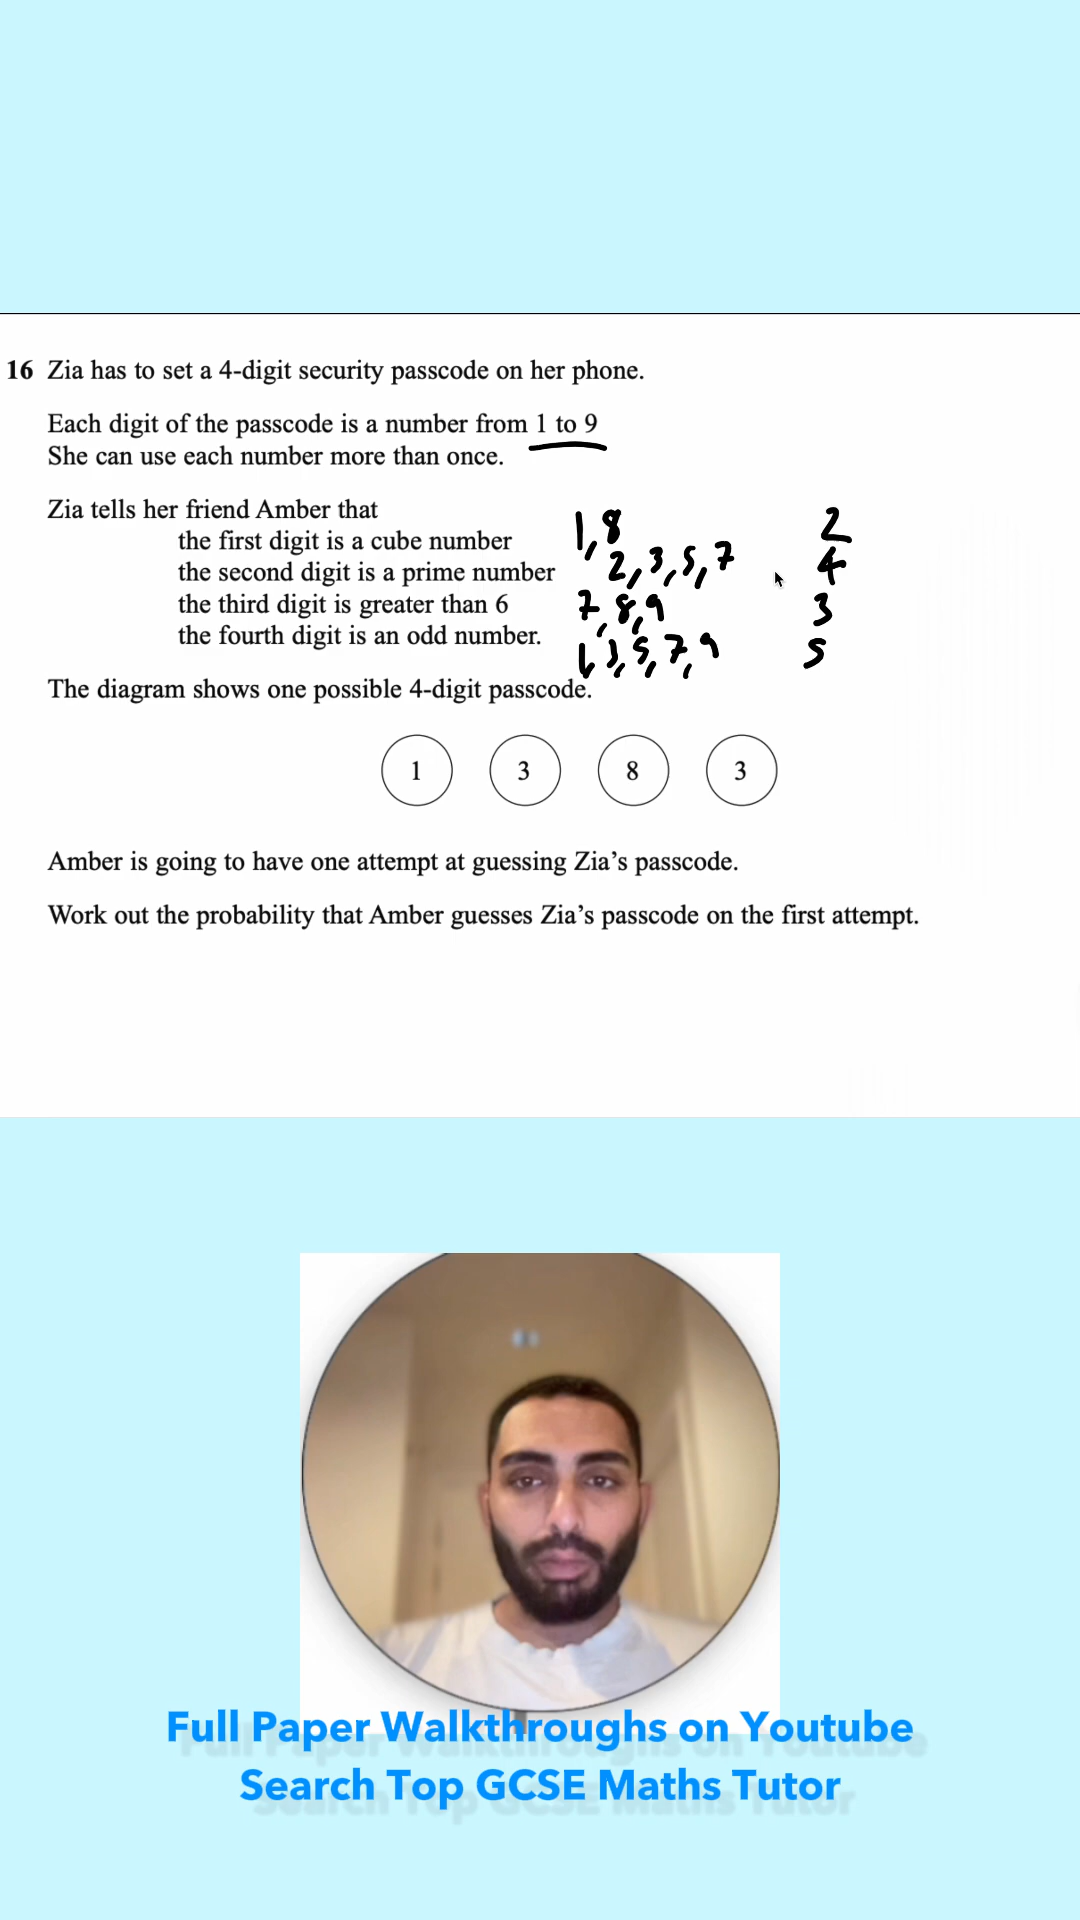 16 Zia has to set a 4-digit security passcode on her phone.
Each digit of the passcode is a number from 1 to 9
She can use each number more than once.
Zia tells her friend Amber that
the first digit is a cube number 1,8 2
the second digit is a prime number 2,3,5,7 4
the third digit is greater than 6 7,8,9 3
the fourth digit is an odd number. 1,3,5,7,9 5
The diagram shows one possible 4-digit passcode.
1 3 8 3
Amber is going to have one attempt at guessing Zia’s passcode.
Work out the probability that Amber guesses Zia’s passcode on the first attempt.
Full Paper Walkthroughs on Youtube
Search Top GCSE Maths Tutor